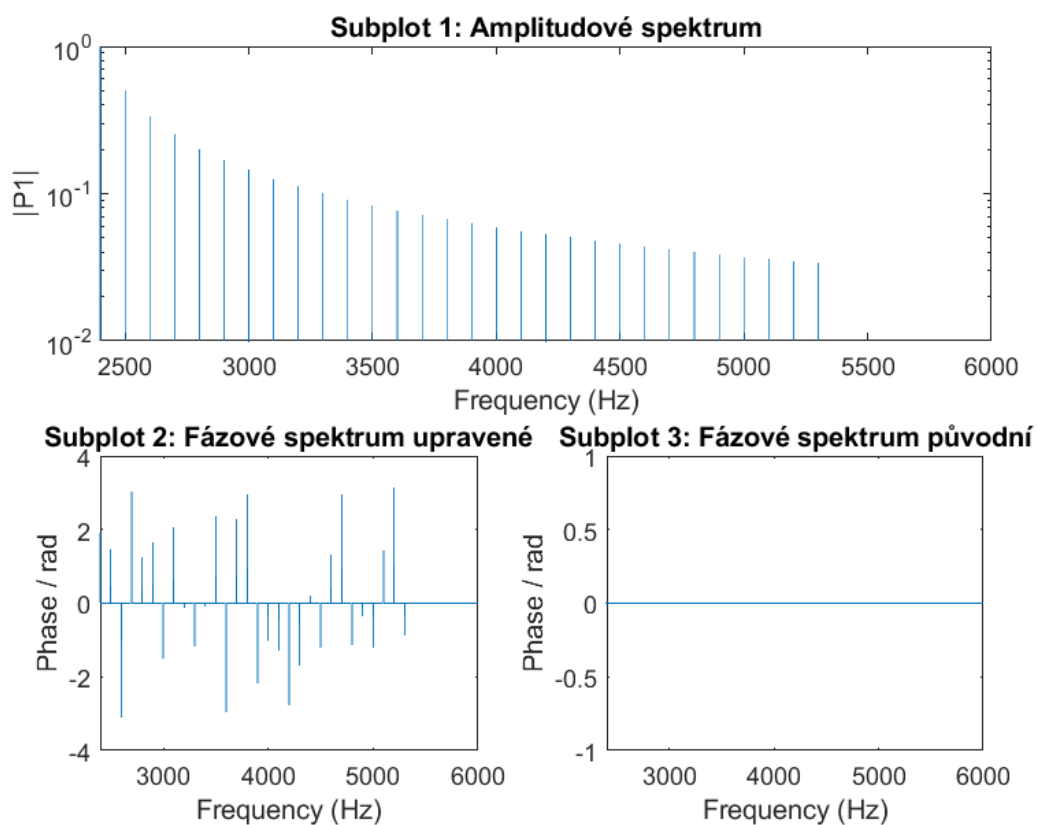 Subplot 1: Amplitudové spektrum
10^0
10^-1
10^-2
|P1|
2500 3000 3500 4000 4500 5000 5500 6000
Frequency (Hz)
Subplot 2: Fázové spektrum upravené
4
2
0
-2
-4
Phase / rad
3000 4000 5000 6000
Frequency (Hz)
Subplot 3: Fázové spektrum původní
1
0.5
0
-0.5
-1
Phase / rad
3000 4000 5000 6000
Frequency (Hz)